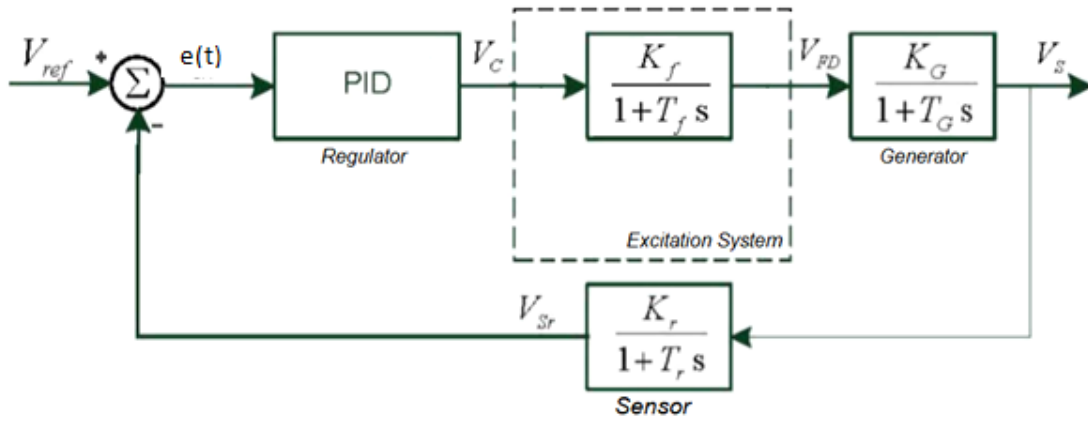 V_ref
+
Σ
-
e(t)
PID
Regulator
V_C
K_f
1+T_f s
Excitation System
V_FD
K_G
1+T_G s
Generator
V_s
V_Sr
K_r
1+T_r s
Sensor